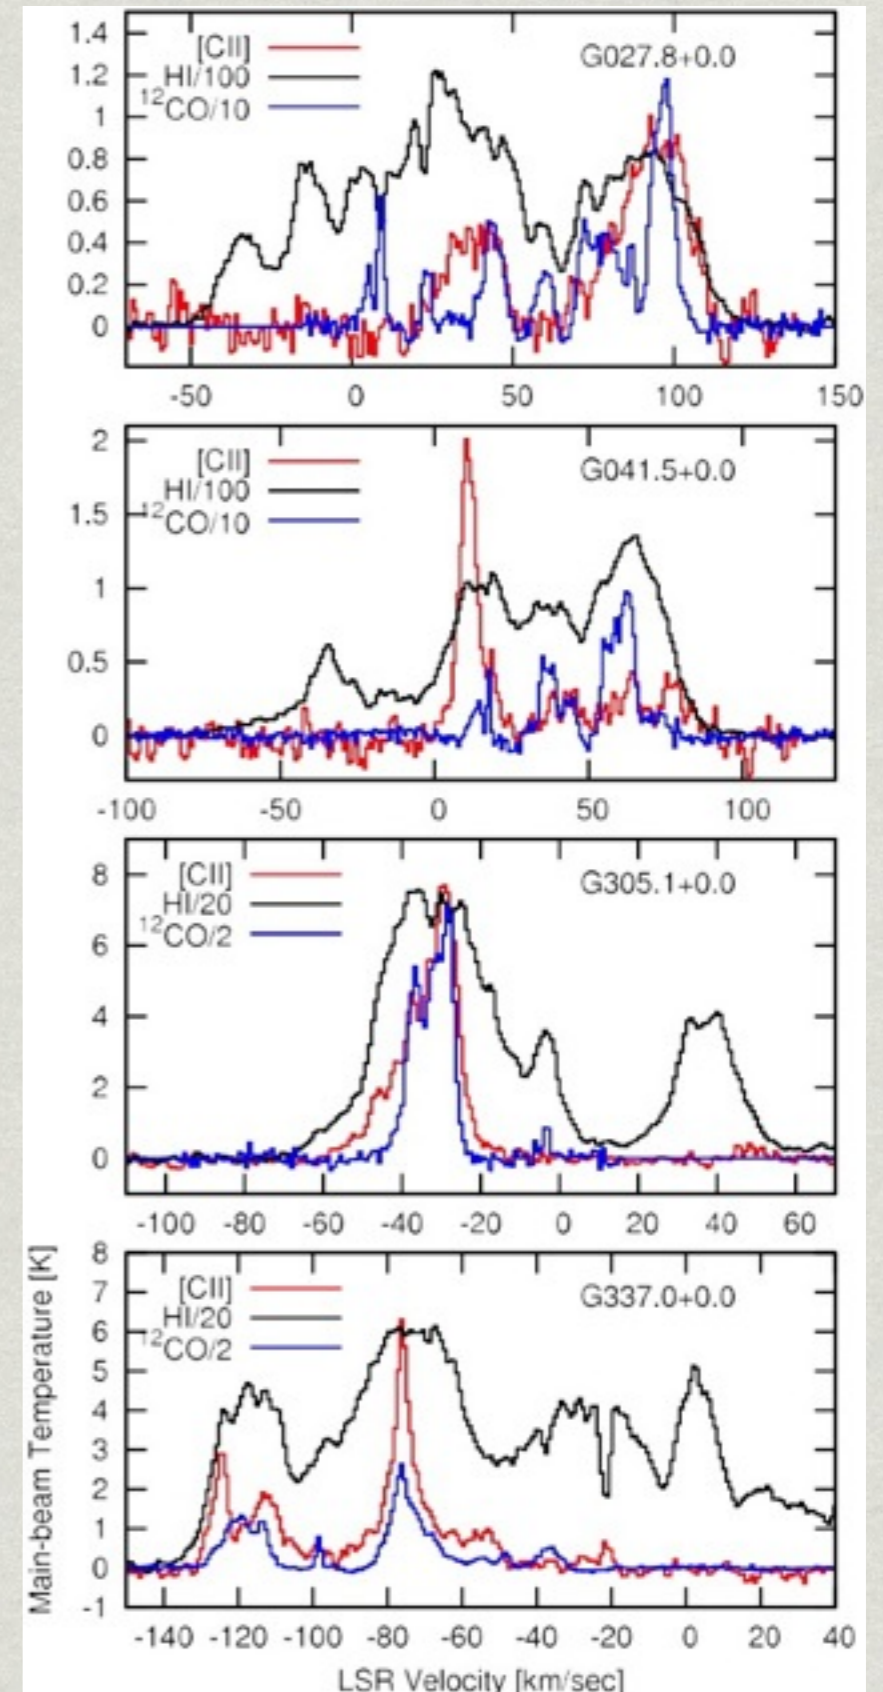 1.4
1.2
1
0.8
0.6
0.4
0.2
0
[CII]
HI/100
12CO/10
G027.8+0.0
-50 0 50 100 150
2
1.5
1
0.5
0
[CII]
HI/100
12CO/10
G041.5+0.0
-100 -50 0 50 100
8
6
4
2
0
[CII]
HI/20
12CO/2
G305.1+0.0
-100 -80 -60 -40 -20 0 20 40 60
Main-beam Temperature [K]
8
7
6
5
4
3
2
1
0
-1
[CII]
HI/20
12CO/2
G337.0+0.0
-140 -120 -100 -80 -60 -40 -20 0 20 40
LSR Velocity [km/sec]